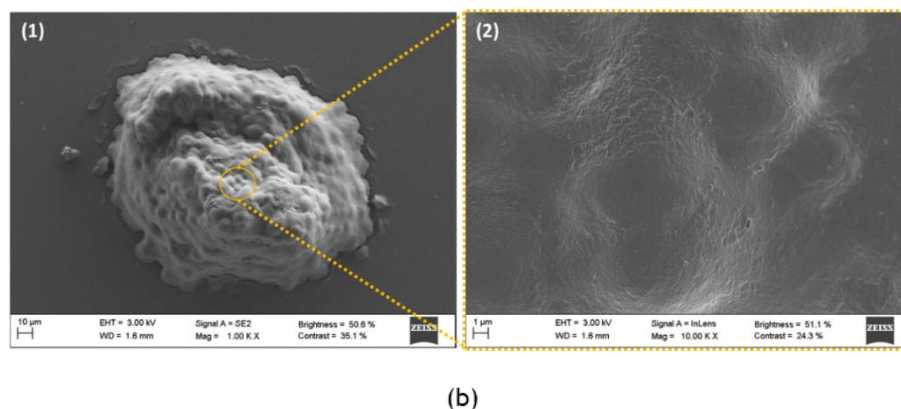 (1)
(2)
10 µm
EHT = 3.00 kV
WD = 1.6 mm
Signal A = SE2
Mag = 1.00 K X
Brightness = 50.6 %
Contrast = 35.1 %
ZEISS
1 µm
EHT = 3.00 kV
WD = 1.6 mm
Signal A = InLens
Mag = 10.00 K X
Brightness = 51.1 %
Contrast = 24.3 %
ZEISS
(b)